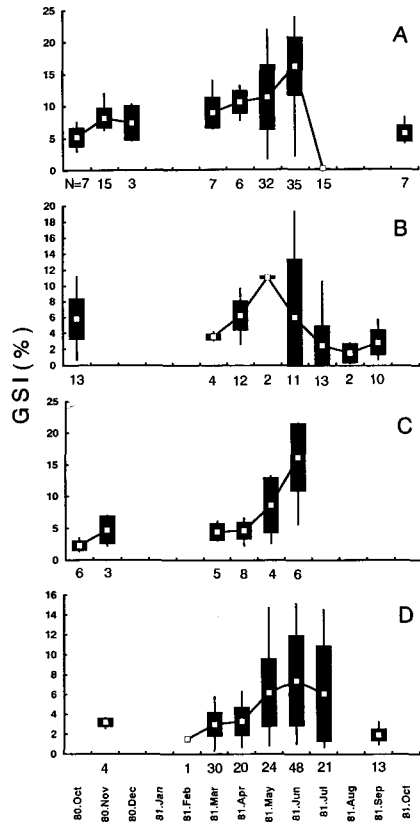 GSI(%)
A
25
20
15
10
5
0
N=7 15 3 7 6 32 35 15 7
B
20
18
16
14
12
10
8
6
4
2
0
13 4 12 2 11 13 2 10
C
25
20
15
10
5
0
6 3 5 8 4 6
D
16
14
12
10
8
6
4
2
0
4 1 30 20 24 48 21 13
80.Oct
80.Nov
80.Dec
81.Jan
81.Feb
81.Mar
81.Apr
81.May
81.Jun
81.Jul
81.Aug
81.Sep
81.Oct